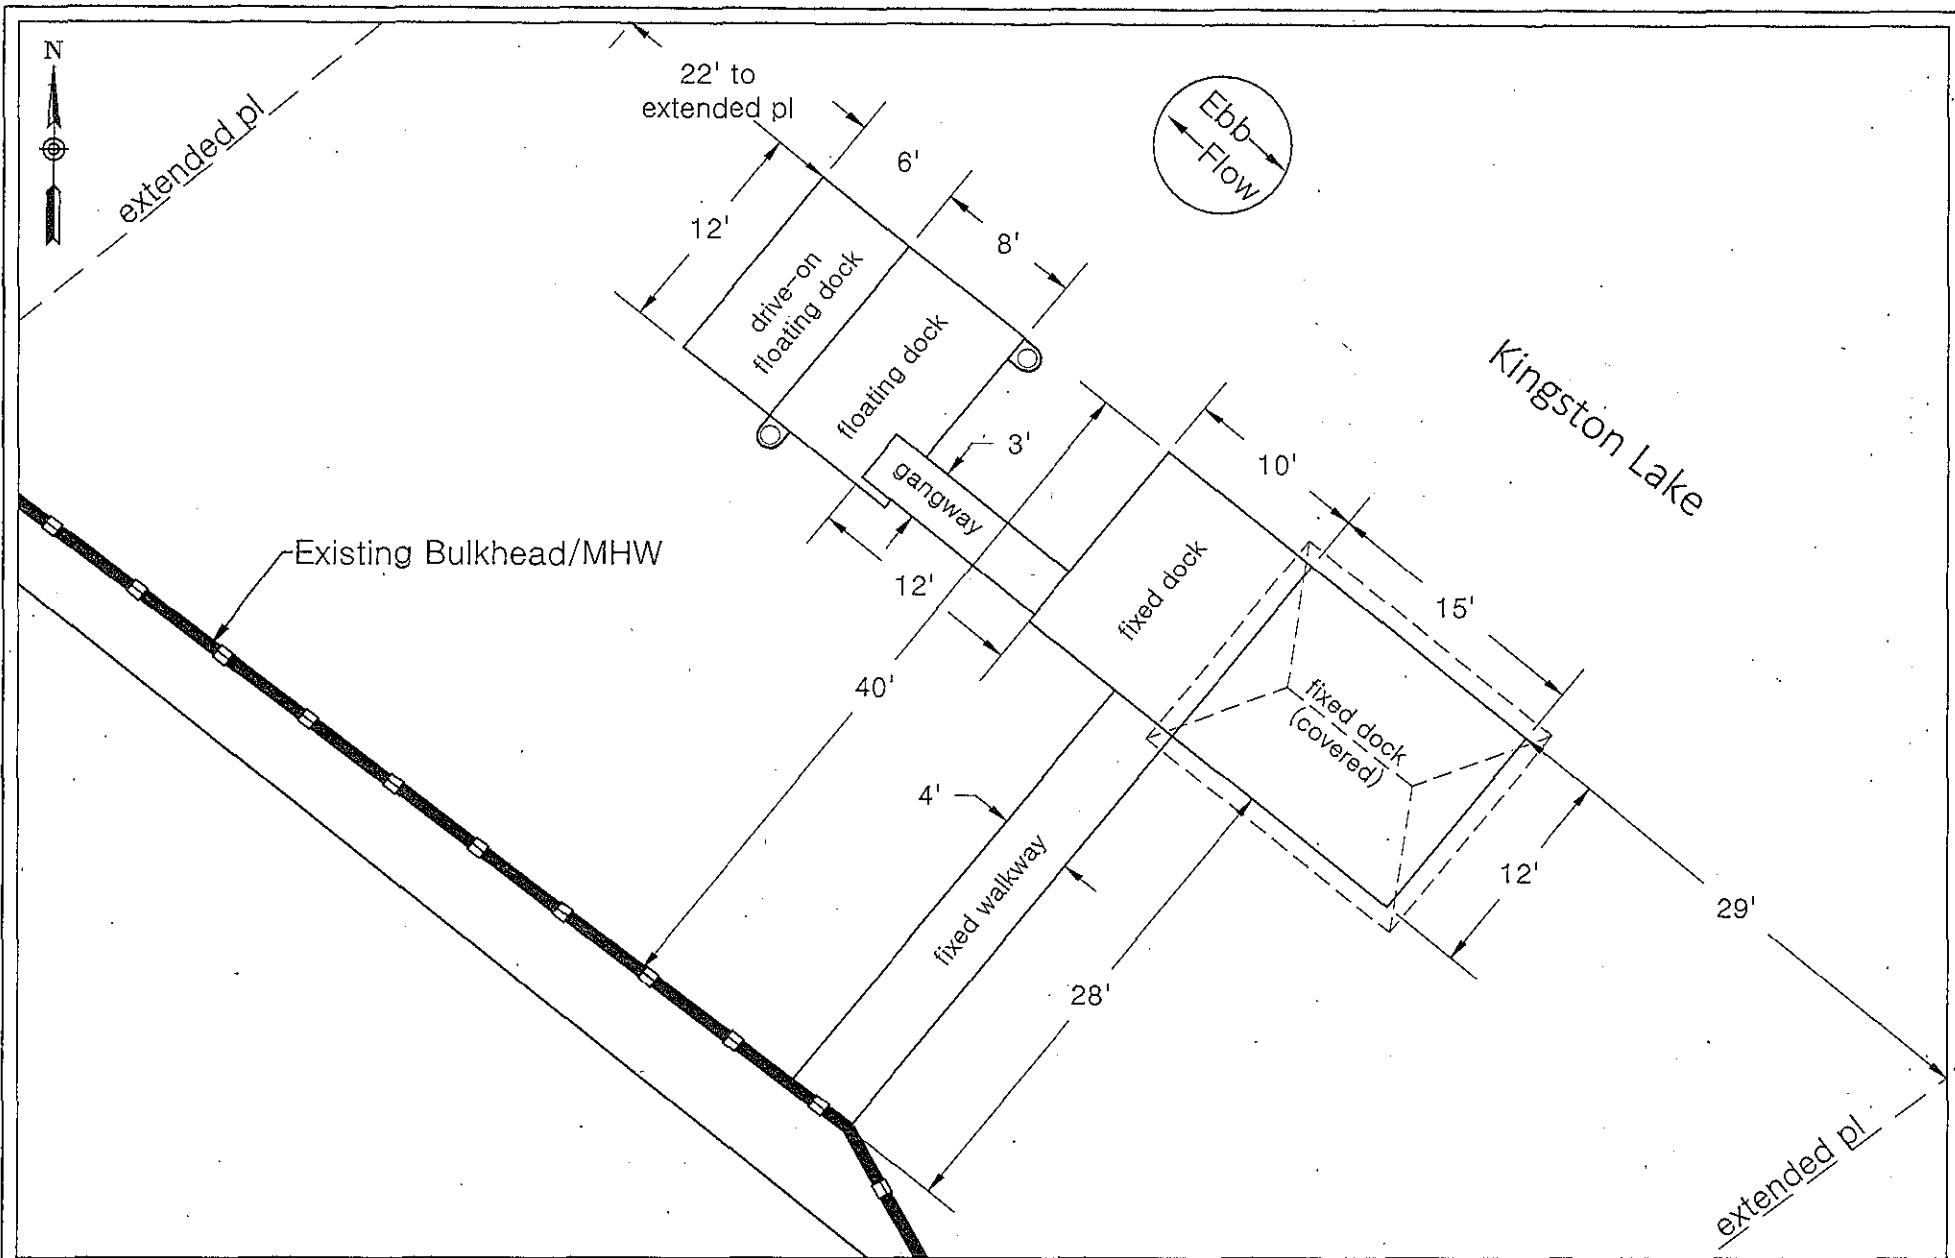 N
extended pl
22' to
extended pl
6'
12'
8'
Ebb
Flow
drive-on
floating dock
floating dock
Kingston Lake
3'
gangway
10'
Existing Bulkhead/MHW
12'
fixed dock
15'
40'
fixed dock
(covered)
4'
fixed walkway
12'
29'
28'
extended pl